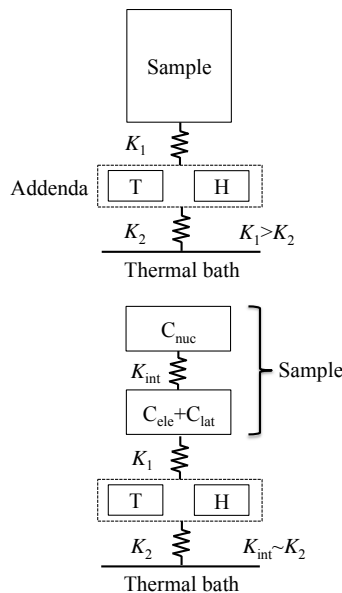 Sample
K₁
Addenda
T H
K₂ K₁>K₂
Thermal bath
Cnuc
Kint
Sample
Cele+Clat
K₁
T H
K₂ Kint~K₂
Thermal bath